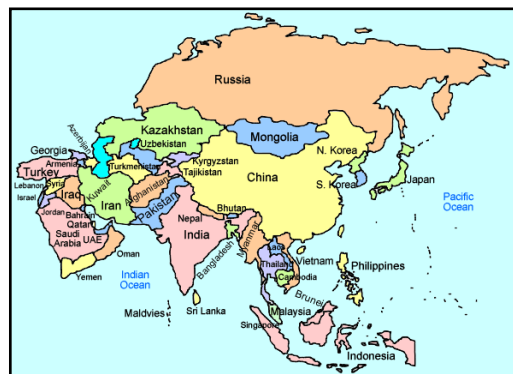 Russia
Kazakhstan
Mongolia
Azerbijan
Uzbekistan
Georgia
Armenia
Turkmenistan
Kyrgyzstan
Tajikistan
N. Korea
Turkey
China
S. Korea
Japan
Lebanon
Syria
Kuwait
Afghanistan
Israel
Iraq
Iran
Pakistan
Pacific
Ocean
Jordan
Bahrain
Nepal
Bhutan
Qatar
Saudi
Arabia
UAE
India
Bangladesh
Myanmar
Laos
Oman
Vietnam
Thailand
Philippines
Yemen
Indian
Ocean
Cambodia
Sri Lanka
Brunei
Maldvies
Malaysia
Singapore
Indonesia